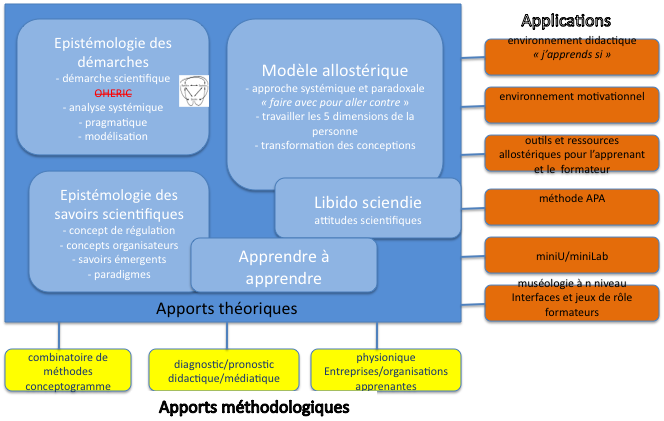 Epistémologie des
démarches
- démarche scientifique
OHERIC
- analyse systémique
- pragmatique
- modélisation
Modèle allostérique
- approche systémique et paradoxale
« faire avec pour aller contre »
- travailler les 5 dimensions de la
personne
- transformation des conceptions
Epistémologie des
savoirs scientifiques
- concept de régulation
- concepts organisateurs
- savoirs émergents
- paradigmes
Libido sciendie
attitudes scientifiques
Apprendre à
apprendre
Apports théoriques
Applications
environnement didactique
« j'apprends si »
environnement motivationnel
outils et ressources
allostériques pour l'apprenant
et le formateur
méthode APA
miniU/miniLab
muséologie à n niveau
Interfaces et jeux de rôle
formateurs
combinatoire de
méthodes
conceptogramme
diagnostic/pronostic
didactique/médiatique
physionique
Entreprises/organisations
apprenantes
Apports méthodologiques